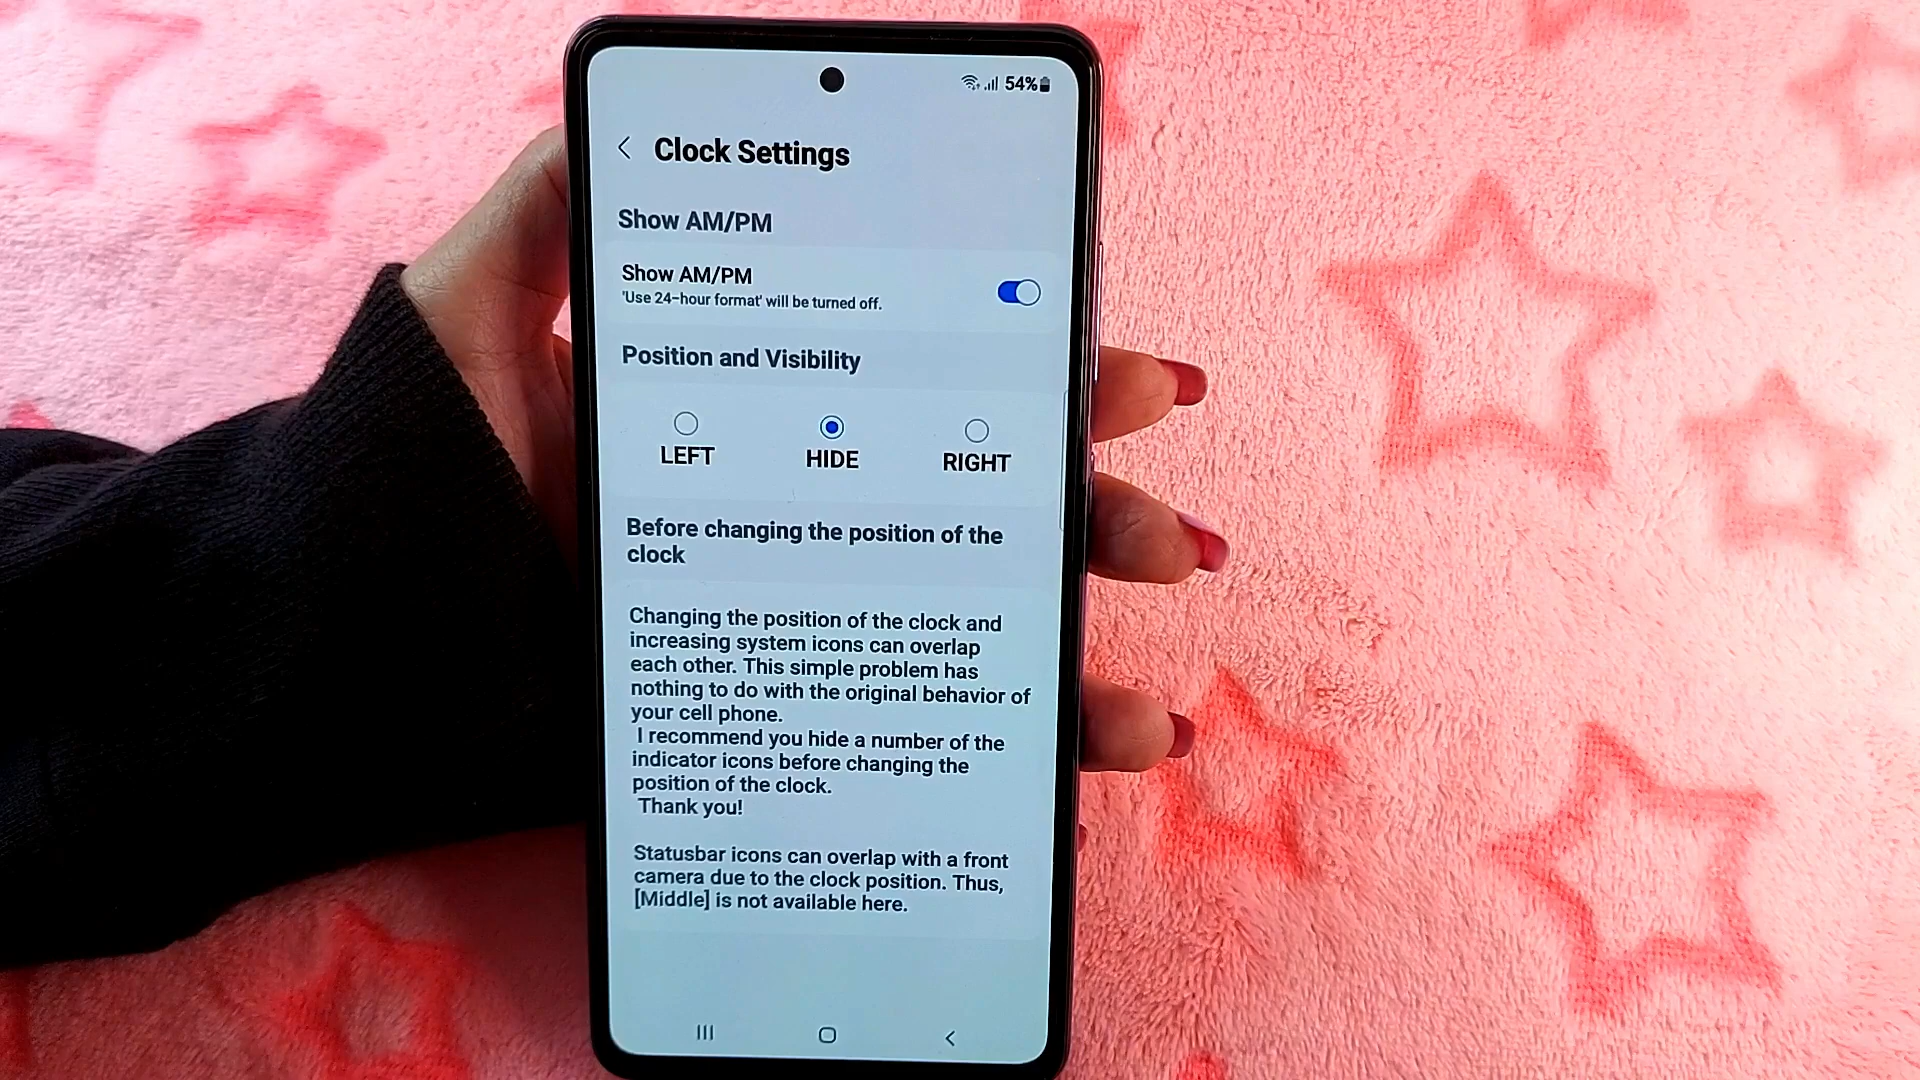 54%
Clock Settings
Show AM/PM
Show AM/PM
'Use 24-hour format' will be turned off.
Position and Visibility
LEFT
HIDE
RIGHT
Before changing the position of the
clock
Changing the position of the clock and
increasing system icons can overlap
each other. This simple problem has
nothing to do with the original behavior of
your cell phone.
I recommend you hide a number of the
indicator icons before changing the
position of the clock.
Thank you!
Statusbar icons can overlap with a front
camera due to the clock position. Thus,
[Middle] is not available here.